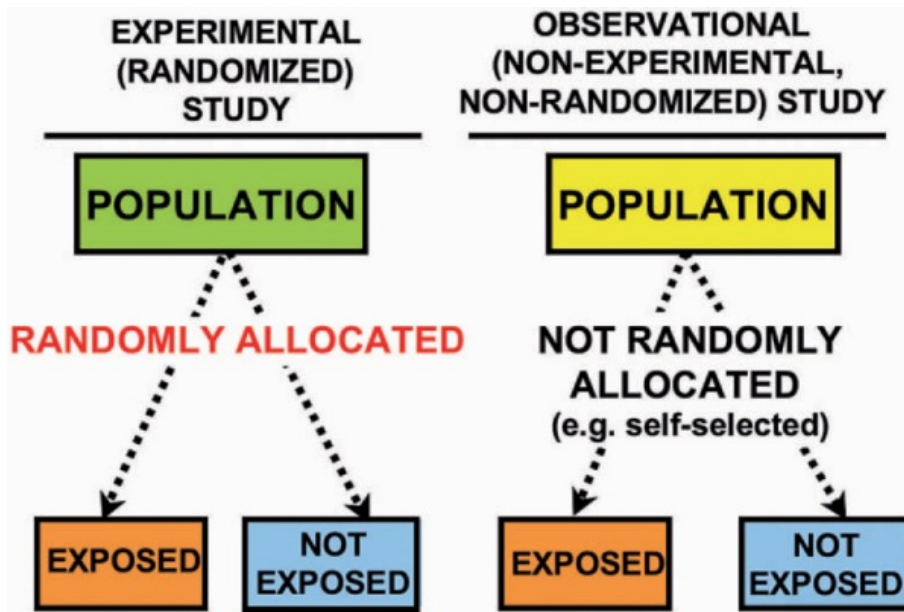 EXPERIMENTAL
(RANDOMIZED)
STUDY
POPULATION
RANDOMLY ALLOCATED
EXPOSED
NOT
EXPOSED
OBSERVATIONAL
(NON-EXPERIMENTAL,
NON-RANDOMIZED) STUDY
POPULATION
NOT RANDOMLY
ALLOCATED
(e.g. self-selected)
EXPOSED
NOT
EXPOSED